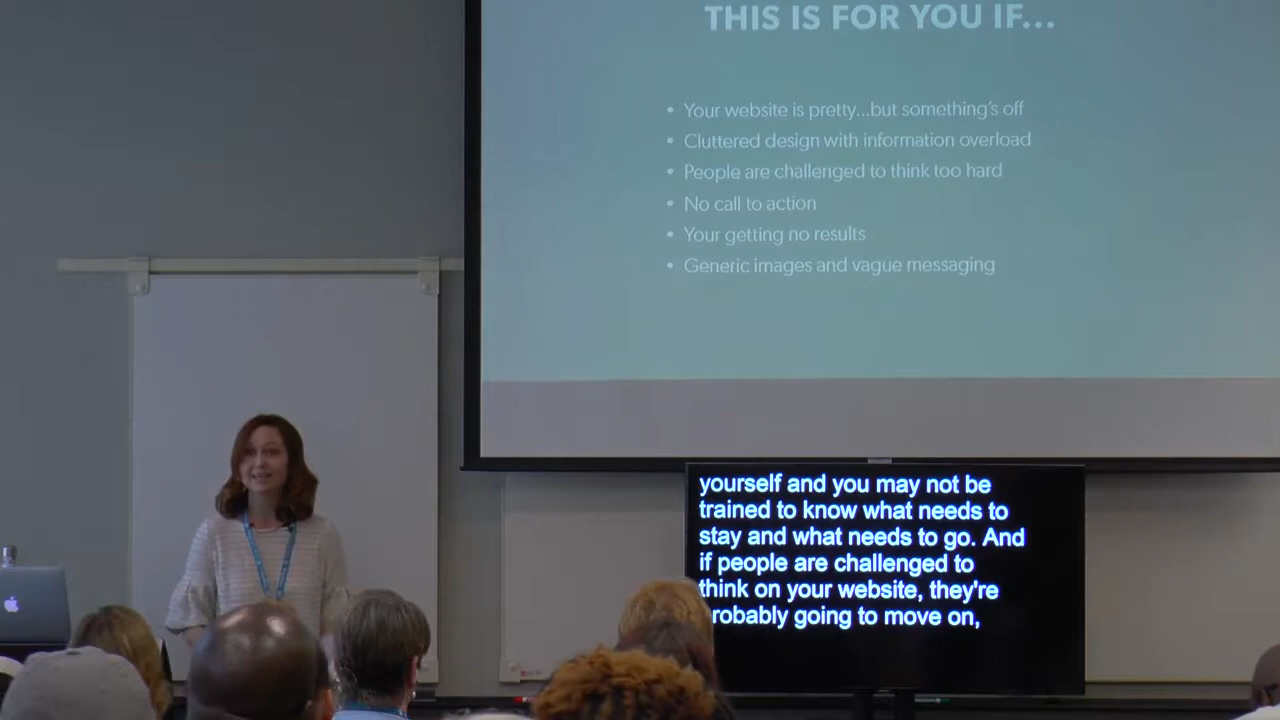 THIS IS FOR YOU IF...
• Your website is pretty...but something's off
• Cluttered design with information overload
• People are challenged to think too hard
• No call to action
• Your getting no results
• Generic images and vague messaging
yourself and you may not be
trained to know what needs to
stay and what needs to go. And
if people are challenged to
think on your website, they're
robably going to move on,